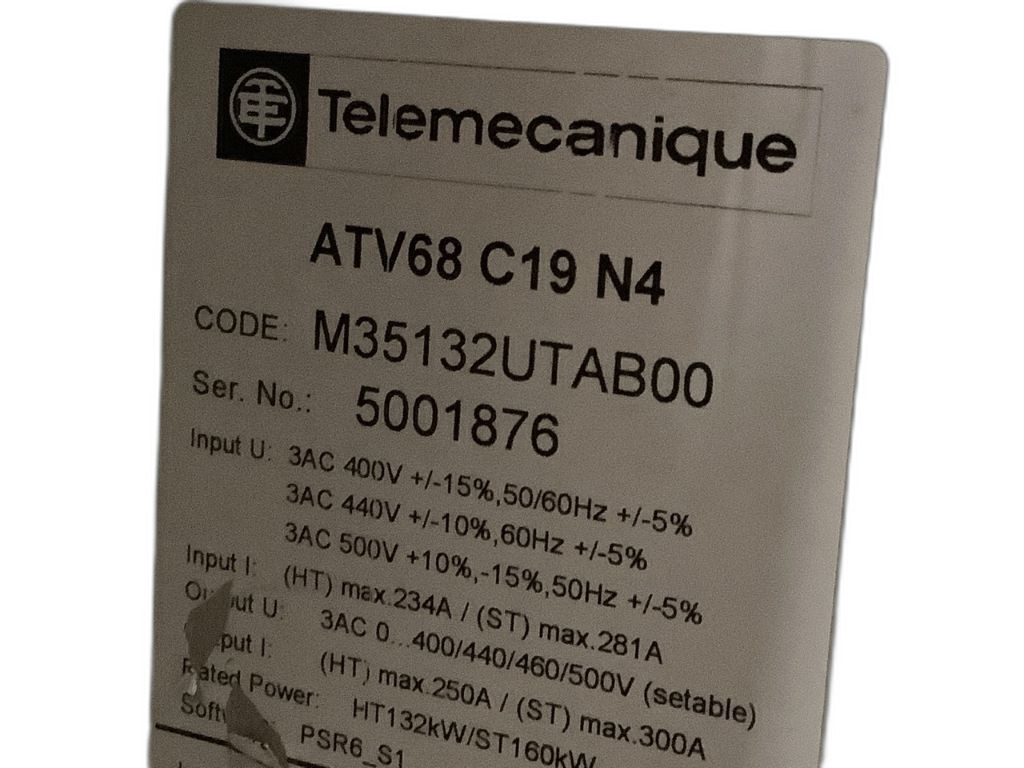 Telemecanique
ATV68 C19 N4
CODE: M35132UTAB00
Ser. No.: 5001876
Input U: 3AC 400V +/-15%,50/60Hz +/-5%
3AC 440V +/-10%,60Hz +/-5%
3AC 500V +10%,-15%,50Hz +/-5%
Input I: (HT) max.234A / (ST) max.281A
U: 3AC 0...400/440/460/500V (setable)
I: (HT) max.250A / (ST) max.300A
Rated Power: HT132kW/ST160kW
PSR6_S1